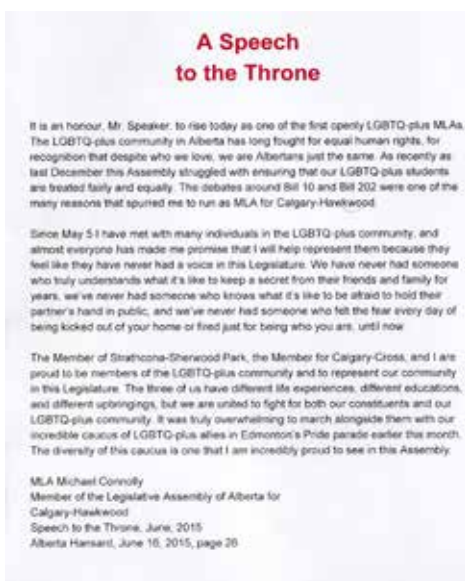 A Speech
to the Throne
It is an honour, Mr. Speaker, to rise today as one of the first openly LGBTQ-plus MLAs.
The LGBTQ-plus community in Alberta has long fought for equal human rights, for
recognition that despite who we love, we are Albertans just the same. As recently as
last December this Assembly struggled with ensuring that our LGBTQ-plus students
are treated fairly and equally. The debates around Bill 10 and Bill 202 were one of the
many reasons that spurred me to run as MLA for Calgary-Hawkwood.
Since May 5 I have met with many individuals in the LGBTQ-plus community, and
almost everyone has made me promise that I will help represent them because they
feel like they have never had a voice in this Legislature. We have never had someone
who truly understands what it's like to keep a secret from their friends and family for
years, we've never had someone who knows what it's like to be afraid to hold their
partner's hand in public, and we've never had someone who felt the fear every day of
being kicked out of your home or fired just for being who you are, until now
The Member of Strathcona-Sherwood Park, the Member for Calgary-Cross, and I are
proud to be members of the LGBTQ-plus community and to represent our community
in this Legislature. The three of us have different life experiences, different educations,
and different upbringings, but we are united to fight for both our constituents and our
LGBTQ-plus community. It was truly overwhelming to march alongside them with our
incredible caucus of LGBTQ-plus allies in Edmonton's Pride parade earlier this month.
The diversity of this caucus is one that I am incredibly proud to see in this Assembly.
MLA Michael Connolly
Member of the Legislative Assembly of Alberta for
Calgary-Hawkwood
Speech to the Throne, June, 2015
Alberta Hansard, June 16, 2015, page 26